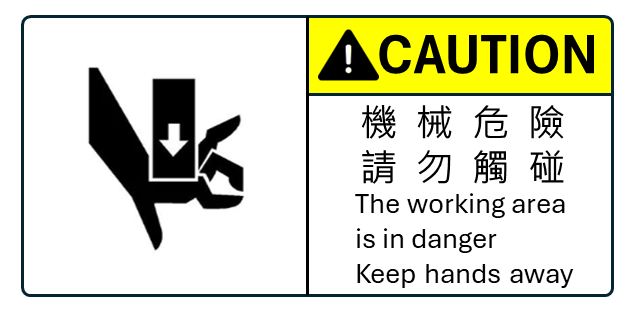 CAUTION
機械危險
請勿觸碰
The working area
is in danger
Keep hands away